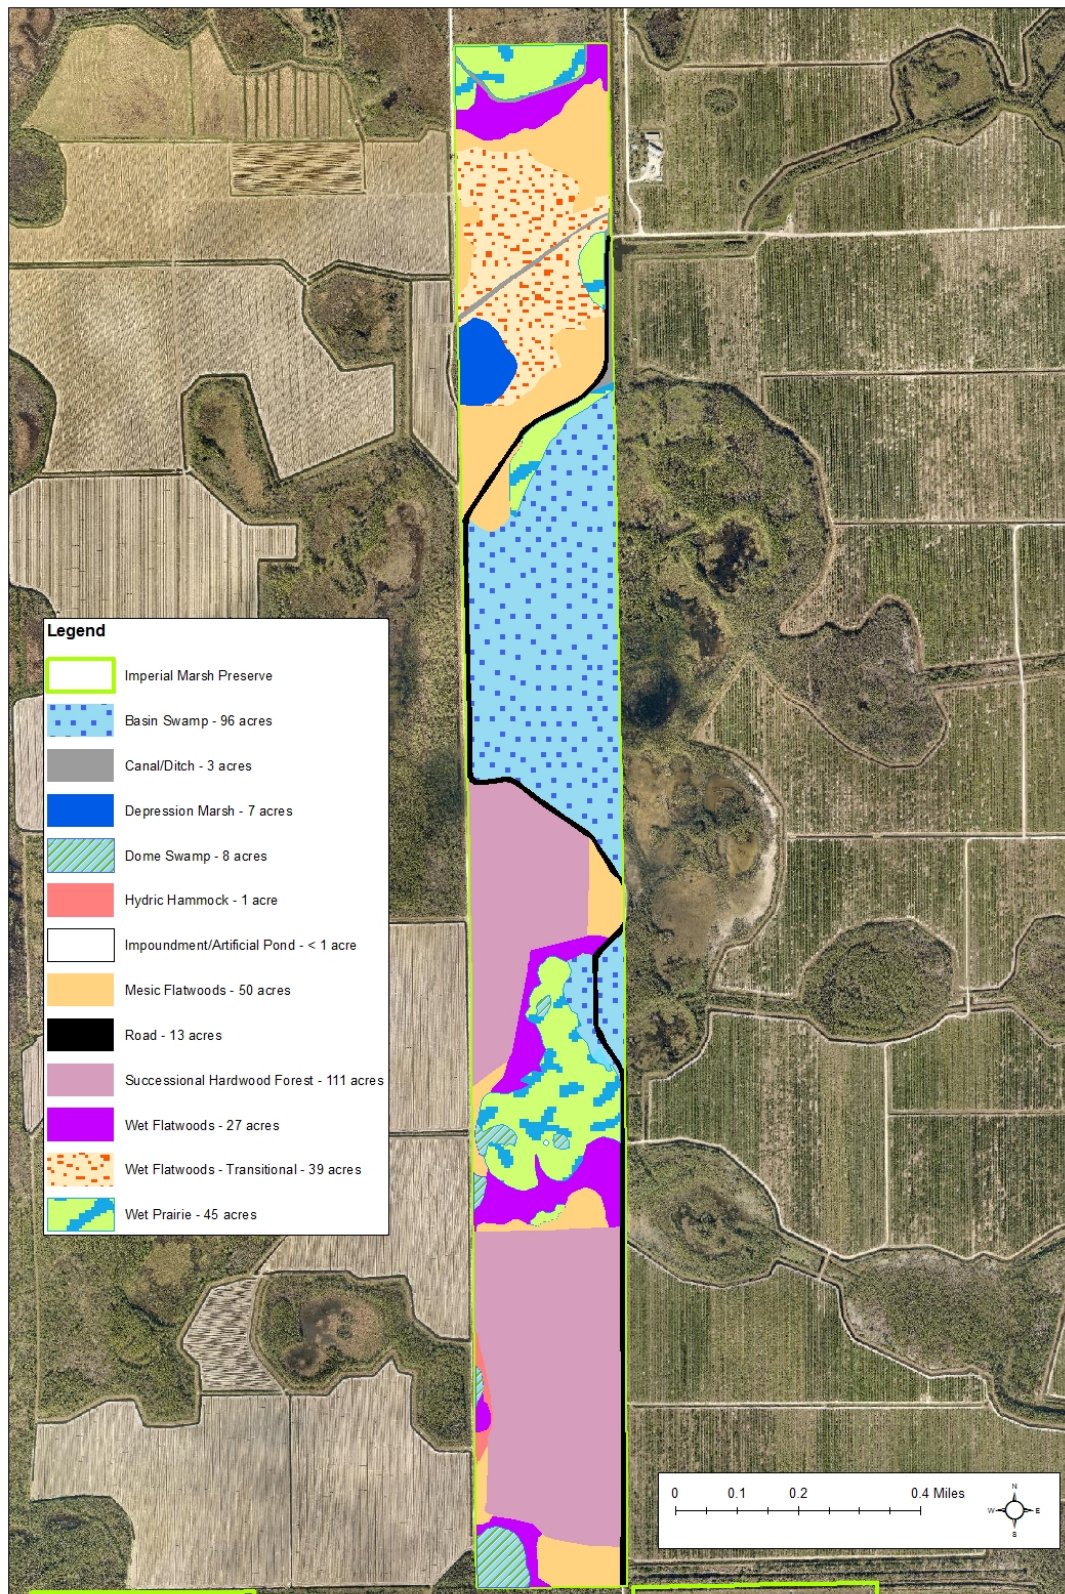 Legend
Imperial Marsh Preserve
Basin Swamp - 96 acres
Canal/Ditch - 3 acres
Depression Marsh - 7 acres
Dome Swamp - 8 acres
Hydric Hammock - 1 acre
Impoundment/Artificial Pond - < 1 acre
Mesic Flatwoods - 50 acres
Road - 13 acres
Successional Hardwood Forest - 111 acres
Wet Flatwoods - 27 acres
Wet Flatwoods - Transitional - 39 acres
Wet Prairie - 45 acres
0 0.1 0.2 0.4 Miles
N
W E
S